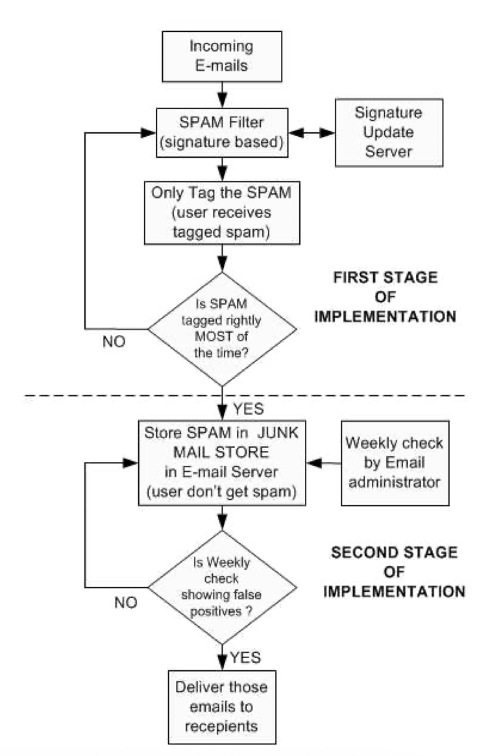 Incoming
E-mails
SPAM Filter
(signature based)
Signature
Update
Server
Only Tag the SPAM
(user receives
tagged spam)
FIRST STAGE
OF
IMPLEMENTATION
Is SPAM
tagged rightly
MOST of
the time?
NO
YES
Store SPAM in JUNK
MAIL STORE
in E-mail Server
(user don't get spam)
Weekly check
by Email
administrator
SECOND STAGE
OF
IMPLEMENTATION
Is Weekly
check
showing false
positives ?
NO
YES
Deliver those
emails to
recepients